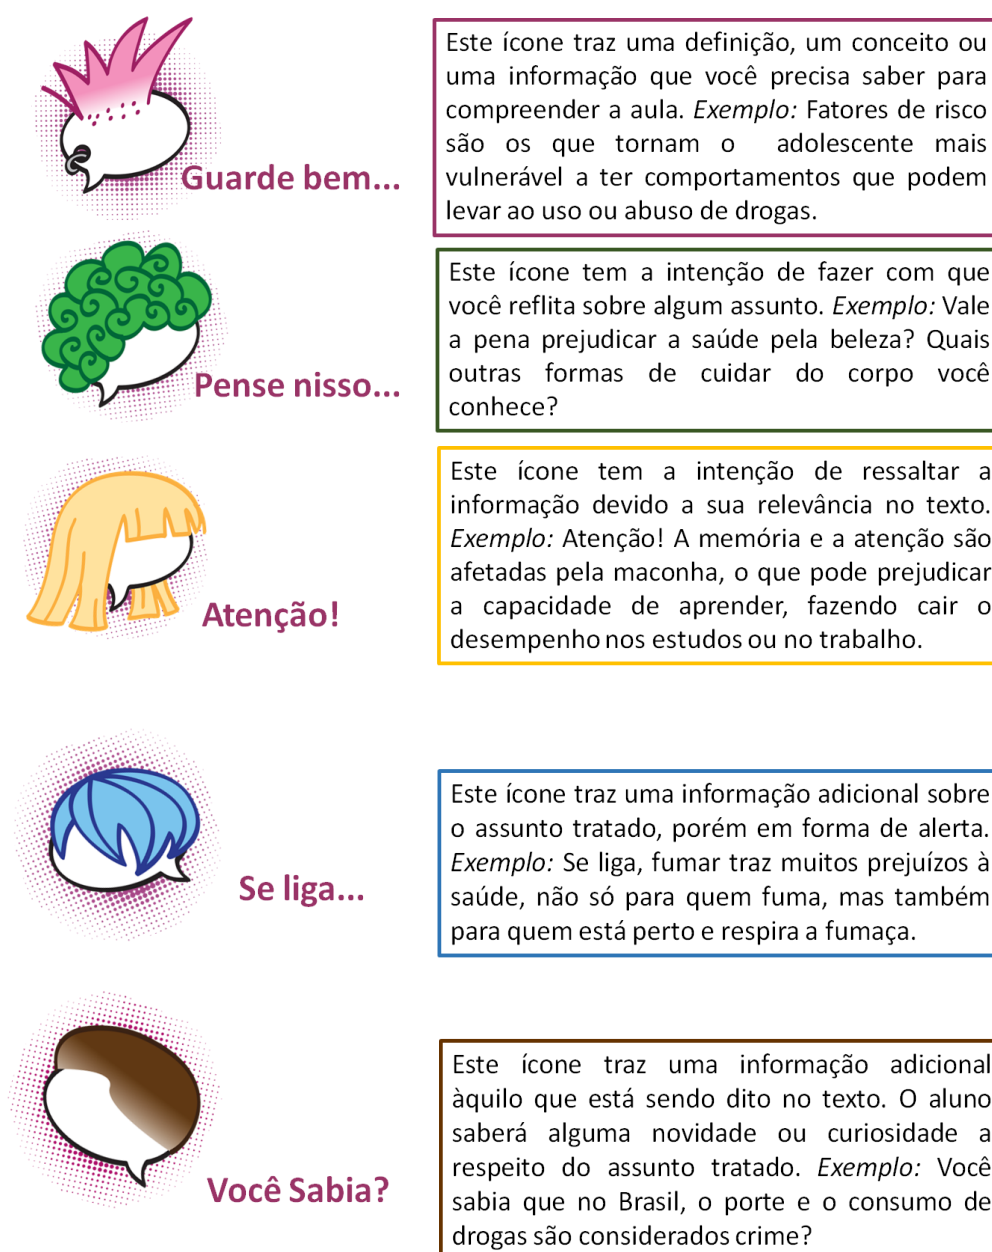 Guarde bem...
Este ícone traz uma definição, um conceito ou
uma informação que você precisa saber para
compreender a aula. Exemplo: Fatores de risco
são os que tornam o adolescente mais
vulnerável a ter comportamentos que podem
levar ao uso ou abuso de drogas.
Pense nisso...
Este ícone tem a intenção de fazer com que
você reflita sobre algum assunto. Exemplo: Vale
a pena prejudicar a saúde pela beleza? Quais
outras formas de cuidar do corpo você
conhece?
Atenção!
Este ícone tem a intenção de ressaltar a
informação devido a sua relevância no texto.
Exemplo: Atenção! A memória e a atenção são
afetadas pela maconha, o que pode prejudicar
a capacidade de aprender, fazendo cair o
desempenho nos estudos ou no trabalho.
Se liga...
Este ícone traz uma informação adicional sobre
o assunto tratado, porém em forma de alerta.
Exemplo: Se liga, fumar traz muitos prejuízos à
saúde, não só para quem fuma, mas também
para quem está perto e respira a fumaça.
Você Sabia?
Este ícone traz uma informação adicional
àquilo que está sendo dito no texto. O aluno
saberá alguma novidade ou curiosidade a
respeito do assunto tratado. Exemplo: Você
sabia que no Brasil, o porte e o consumo de
drogas são considerados crime?